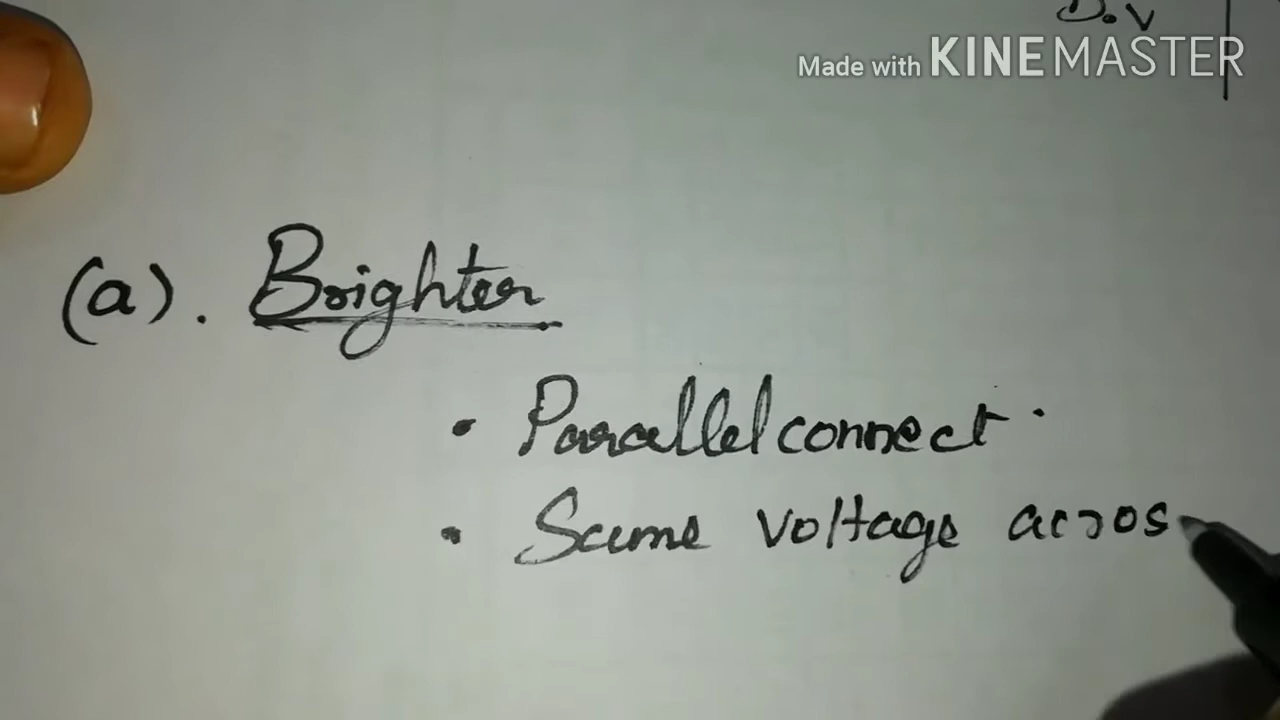 D.V
Made with KINEMASTER
(a). Brighter
• Parallel connect.
• Same voltage acros